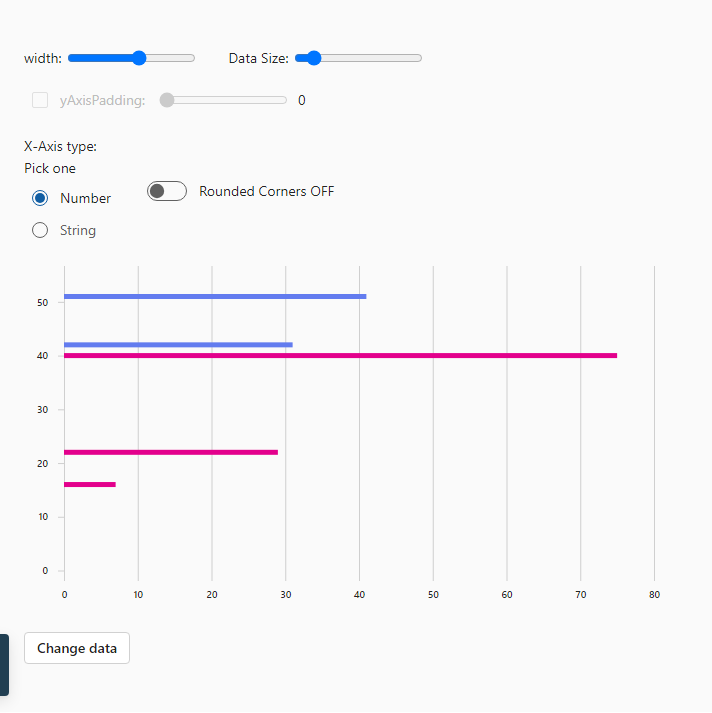 width: Data Size:
yAxisPadding: 0
X-Axis type:
Pick one
Number Rounded Corners OFF
String
50
40
30
20
10
0
0 10 20 30 40 50 60 70 80
Change data